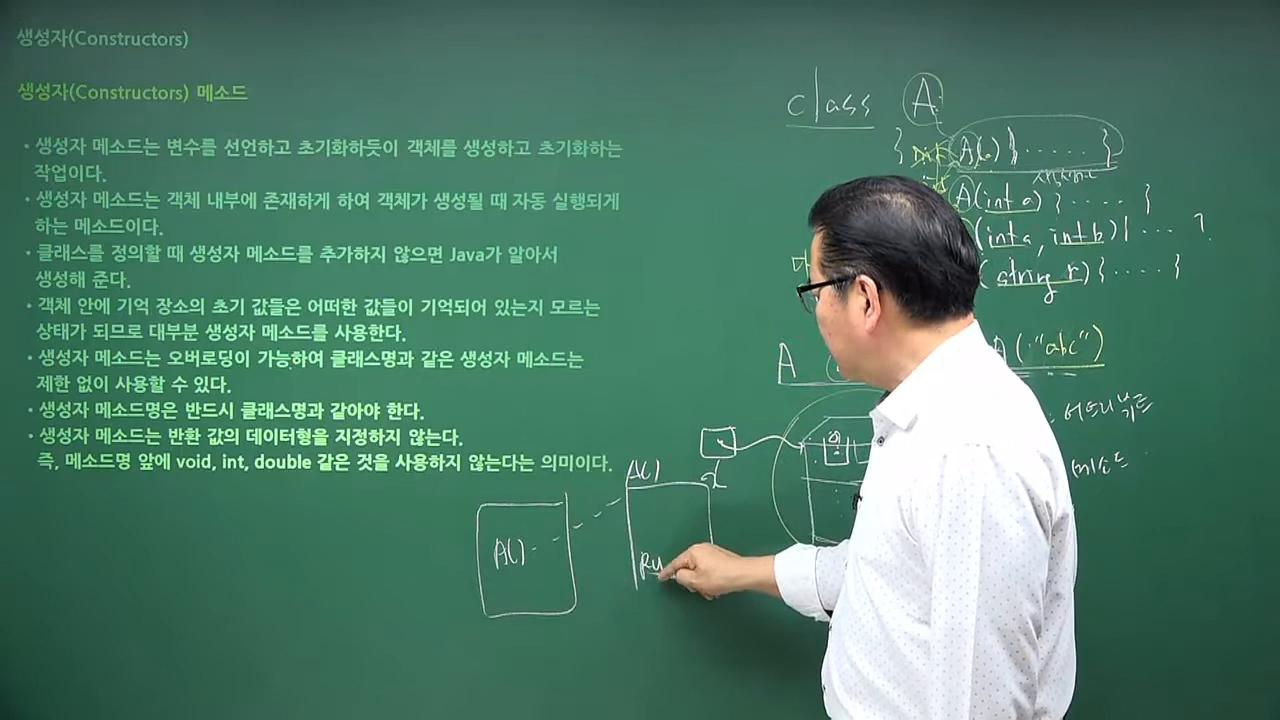 생성자(Constructors)
생성자(Constructors) 메소드
• 생성자 메소드는 변수를 선언하고 초기화하듯이 객체를 생성하고 초기화하는
작업이다.
• 생성자 메소드는 객체 내부에 존재하게 하여 객체가 생성될 때 자동 실행되게
하는 메소드이다.
• 클래스를 정의할 때 생성자 메소드를 추가하지 않으면 Java가 알아서
생성해 준다.
• 객체 안에 기억 장소의 초기 값들은 어떠한 값들이 기억되어 있는지 모르는
상태가 되므로 대부분 생성자 메소드를 사용한다.
• 생성자 메소드는 오버로딩이 가능하여 클래스명과 같은 생성자 메소드는
제한 없이 사용할 수 있다.
• 생성자 메소드명은 반드시 클래스명과 같아야 한다.
• 생성자 메소드는 반환 값의 데이터형을 지정하지 않는다.
즉, 메소드명 앞에 void, int, double 같은 것을 사용하지 않는다는 의미이다.
class A
} A( ) { ..... }
A(int a) } ..... }
(int a, int b) { ...
(string r) { .... }
A
A("abc")
메소드
A()
A()